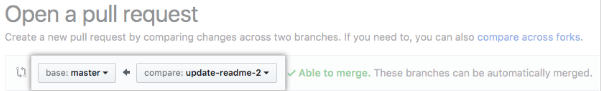 Open a pull request
Create a new pull request by comparing changes across two branches. If you need to, you can also compare across forks.
base: master compare: update-readme-2 Able to merge. These branches can be automatically merged.